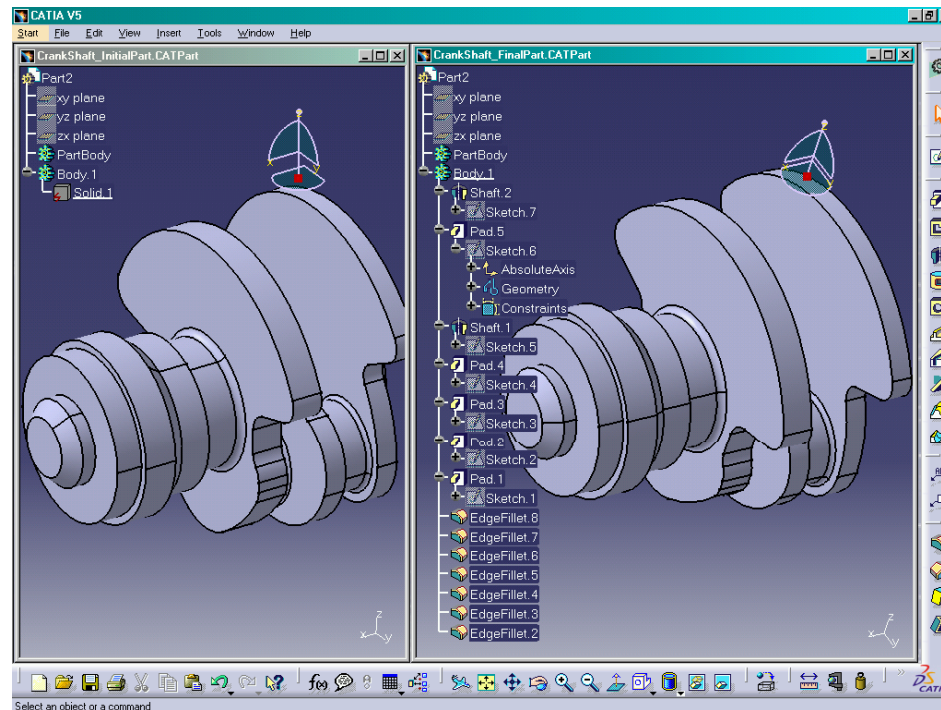 CATIA V5
Start File Edit View Insert Tools Window Help
CrankShaft_InitialPart.CATPart
Part2
xy plane
yz plane
zx plane
PartBody
Body.1
Solid.1
z
x y
CrankShaft_FinalPart.CATPart
Part2
xy plane
yz plane
zx plane
PartBody
Body.1
Shaft.2
Sketch.7
Pad.5
Sketch.6
AbsoluteAxis
Geometry
Constraints
Shaft.1
Sketch.5
Pad.4
Sketch.4
Pad.3
Sketch.3
Pad.2
Sketch.2
Pad.1
Sketch.1
EdgeFillet.8
EdgeFillet.7
EdgeFillet.6
EdgeFillet.5
EdgeFillet.4
EdgeFillet.3
EdgeFillet.2
z
x y
f(x)
CATI
Select an object or a command